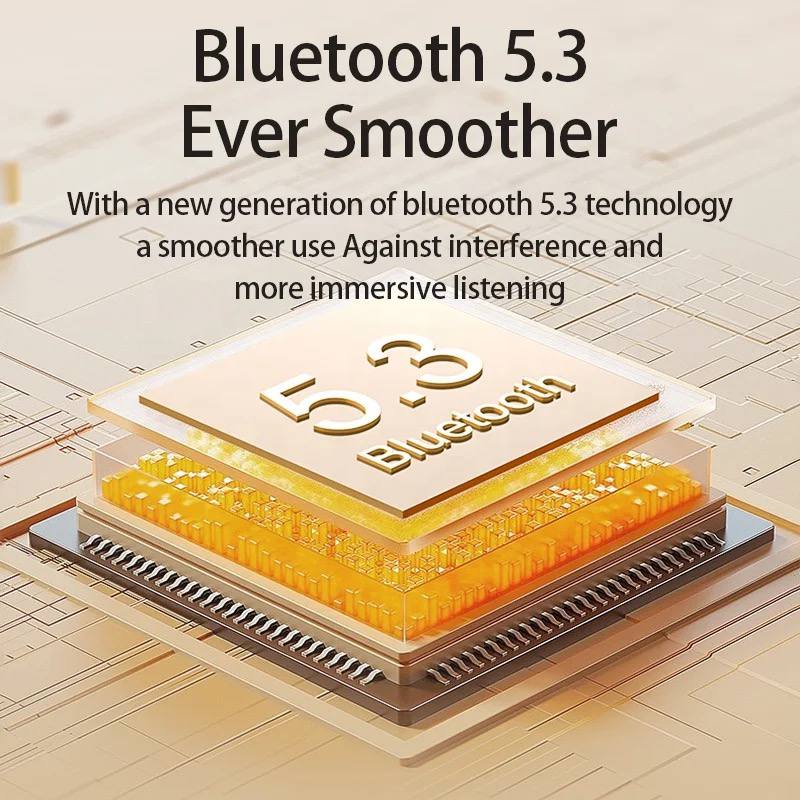 Bluetooth 5.3
Ever Smoother
With a new generation of bluetooth 5.3 technology
a smoother use Against interference and
more immersive listening
5.3
Bluetooth